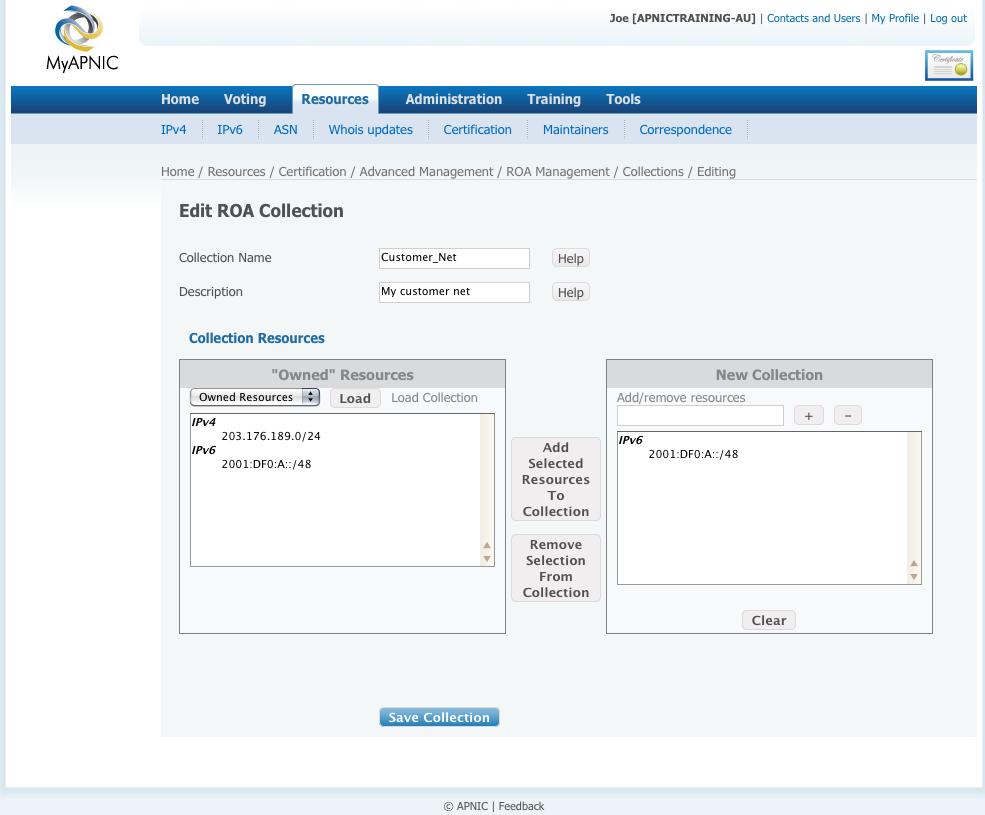 MyAPNIC
Joe [APNICTRAINING-AU] | Contacts and Users | My Profile | Log out
Certificate
Home Voting Resources Administration Training Tools
IPv4 IPv6 ASN Whois updates Certification Maintainers Correspondence
Home / Resources / Certification / Advanced Management / ROA Management / Collections / Editing
Edit ROA Collection
Collection Name Customer_Net Help
Description My customer net Help
Collection Resources
"Owned" Resources
Owned Resources Load Load Collection
IPv4
203.176.189.0/24
IPv6
2001:DF0:A::/48
Add
Selected
Resources
To
Collection
Remove
Selection
From
Collection
New Collection
Add/remove resources
+ -
IPv6
2001:DF0:A::/48
Clear
Save Collection
© APNIC | Feedback